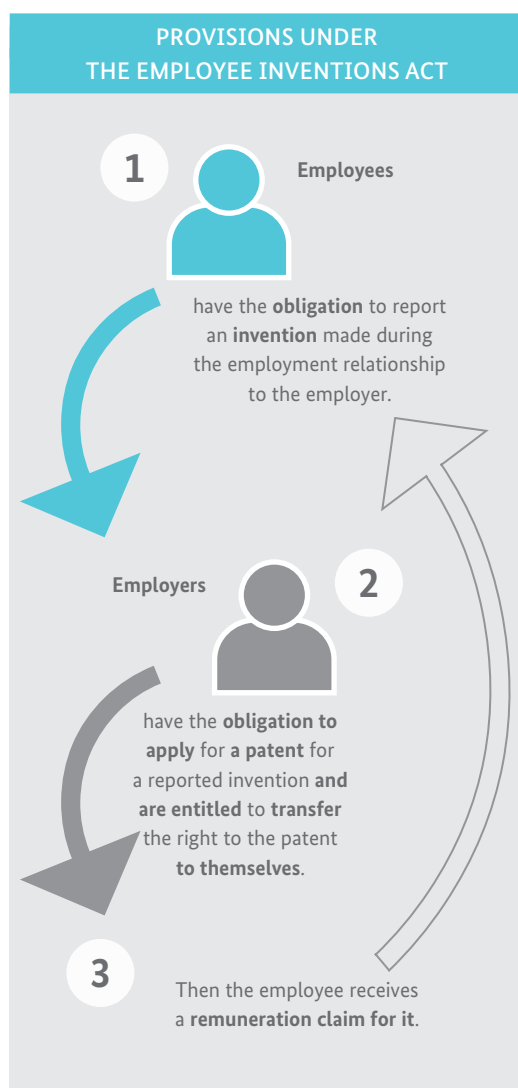 PROVISIONS UNDER
THE EMPLOYEE INVENTIONS ACT
1
Employees
have the obligation to report
an invention made during
the employment relationship
to the employer.
Employers
2
have the obligation to
apply for a patent for
a reported invention and
are entitled to transfer
the right to the patent
to themselves.
3
Then the employee receives
a remuneration claim for it.